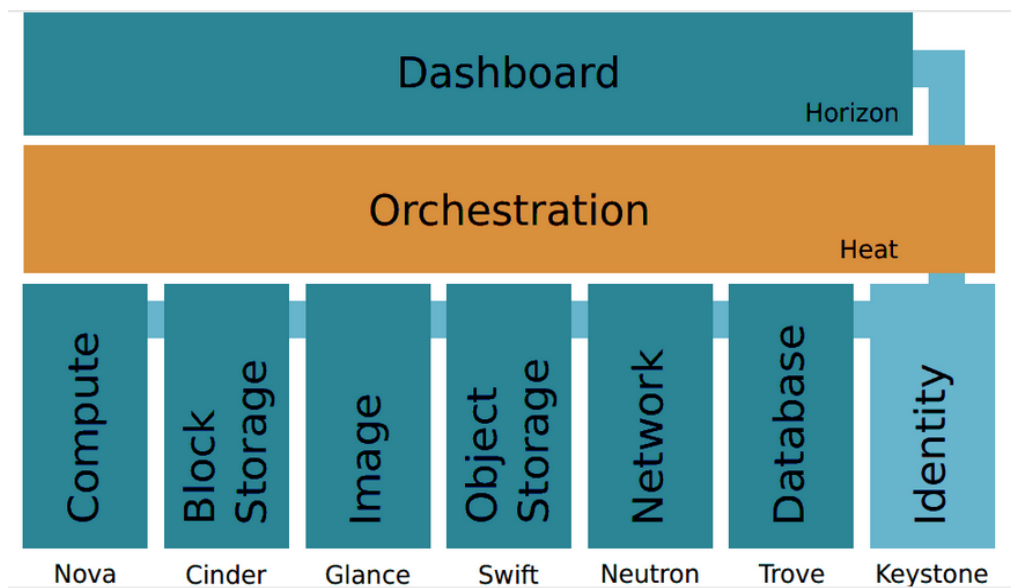 Dashboard
Horizon
Orchestration
Heat
Compute
Block
Storage
Image
Object
Storage
Network
Database
Identity
Nova Cinder Glance Swift Neutron Trove Keystone